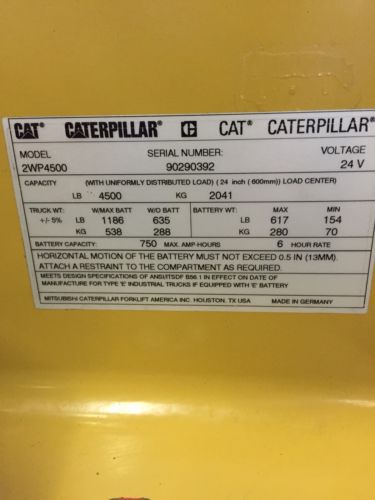 CAT® CATERPILLAR® C CAT® CATERPILLAR®
MODEL SERIAL NUMBER: VOLTAGE
2WP4500 90290392 24 V
CAPACITY (WITH UNIFORMLY DISTRIBUTED LOAD) ( 24 inch ( 600mm)) LOAD CENTER)
LB 4500 KG 2041
TRUCK WT: W/MAX BATT W/O BATT BATTERY WT: MAX MIN
+/- 5% LB 1186 635 LB 617 154
KG 538 288 KG 280 70
BATTERY CAPACITY: 750 MAX. AMP-HOURS 6 HOUR RATE
HORIZONTAL MOTION OF THE BATTERY MUST NOT EXCEED 0.5 IN (13MM).
ATTACH A RESTRAINT TO THE COMPARTMENT AS REQUIRED.
MEETS DESIGN SPECIFICATIONS OF ANSI/ITSDF B56.1 IN EFFECT ON DATE OF
MANUFACTURE FOR TYPE 'E' INDUSTRIAL TRUCKS IF EQUIPPED WITH 'E' BATTERY
MITSUBISHI CATERPILLAR FORKLIFT AMERICA INC. HOUSTON, TX USA MADE IN GERMANY